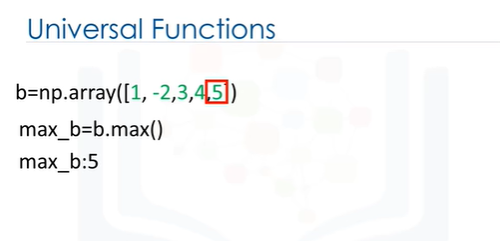 Universal Functions
b=np.array([1, -2,3,4,5])
max_b=b.max()
max_b:5